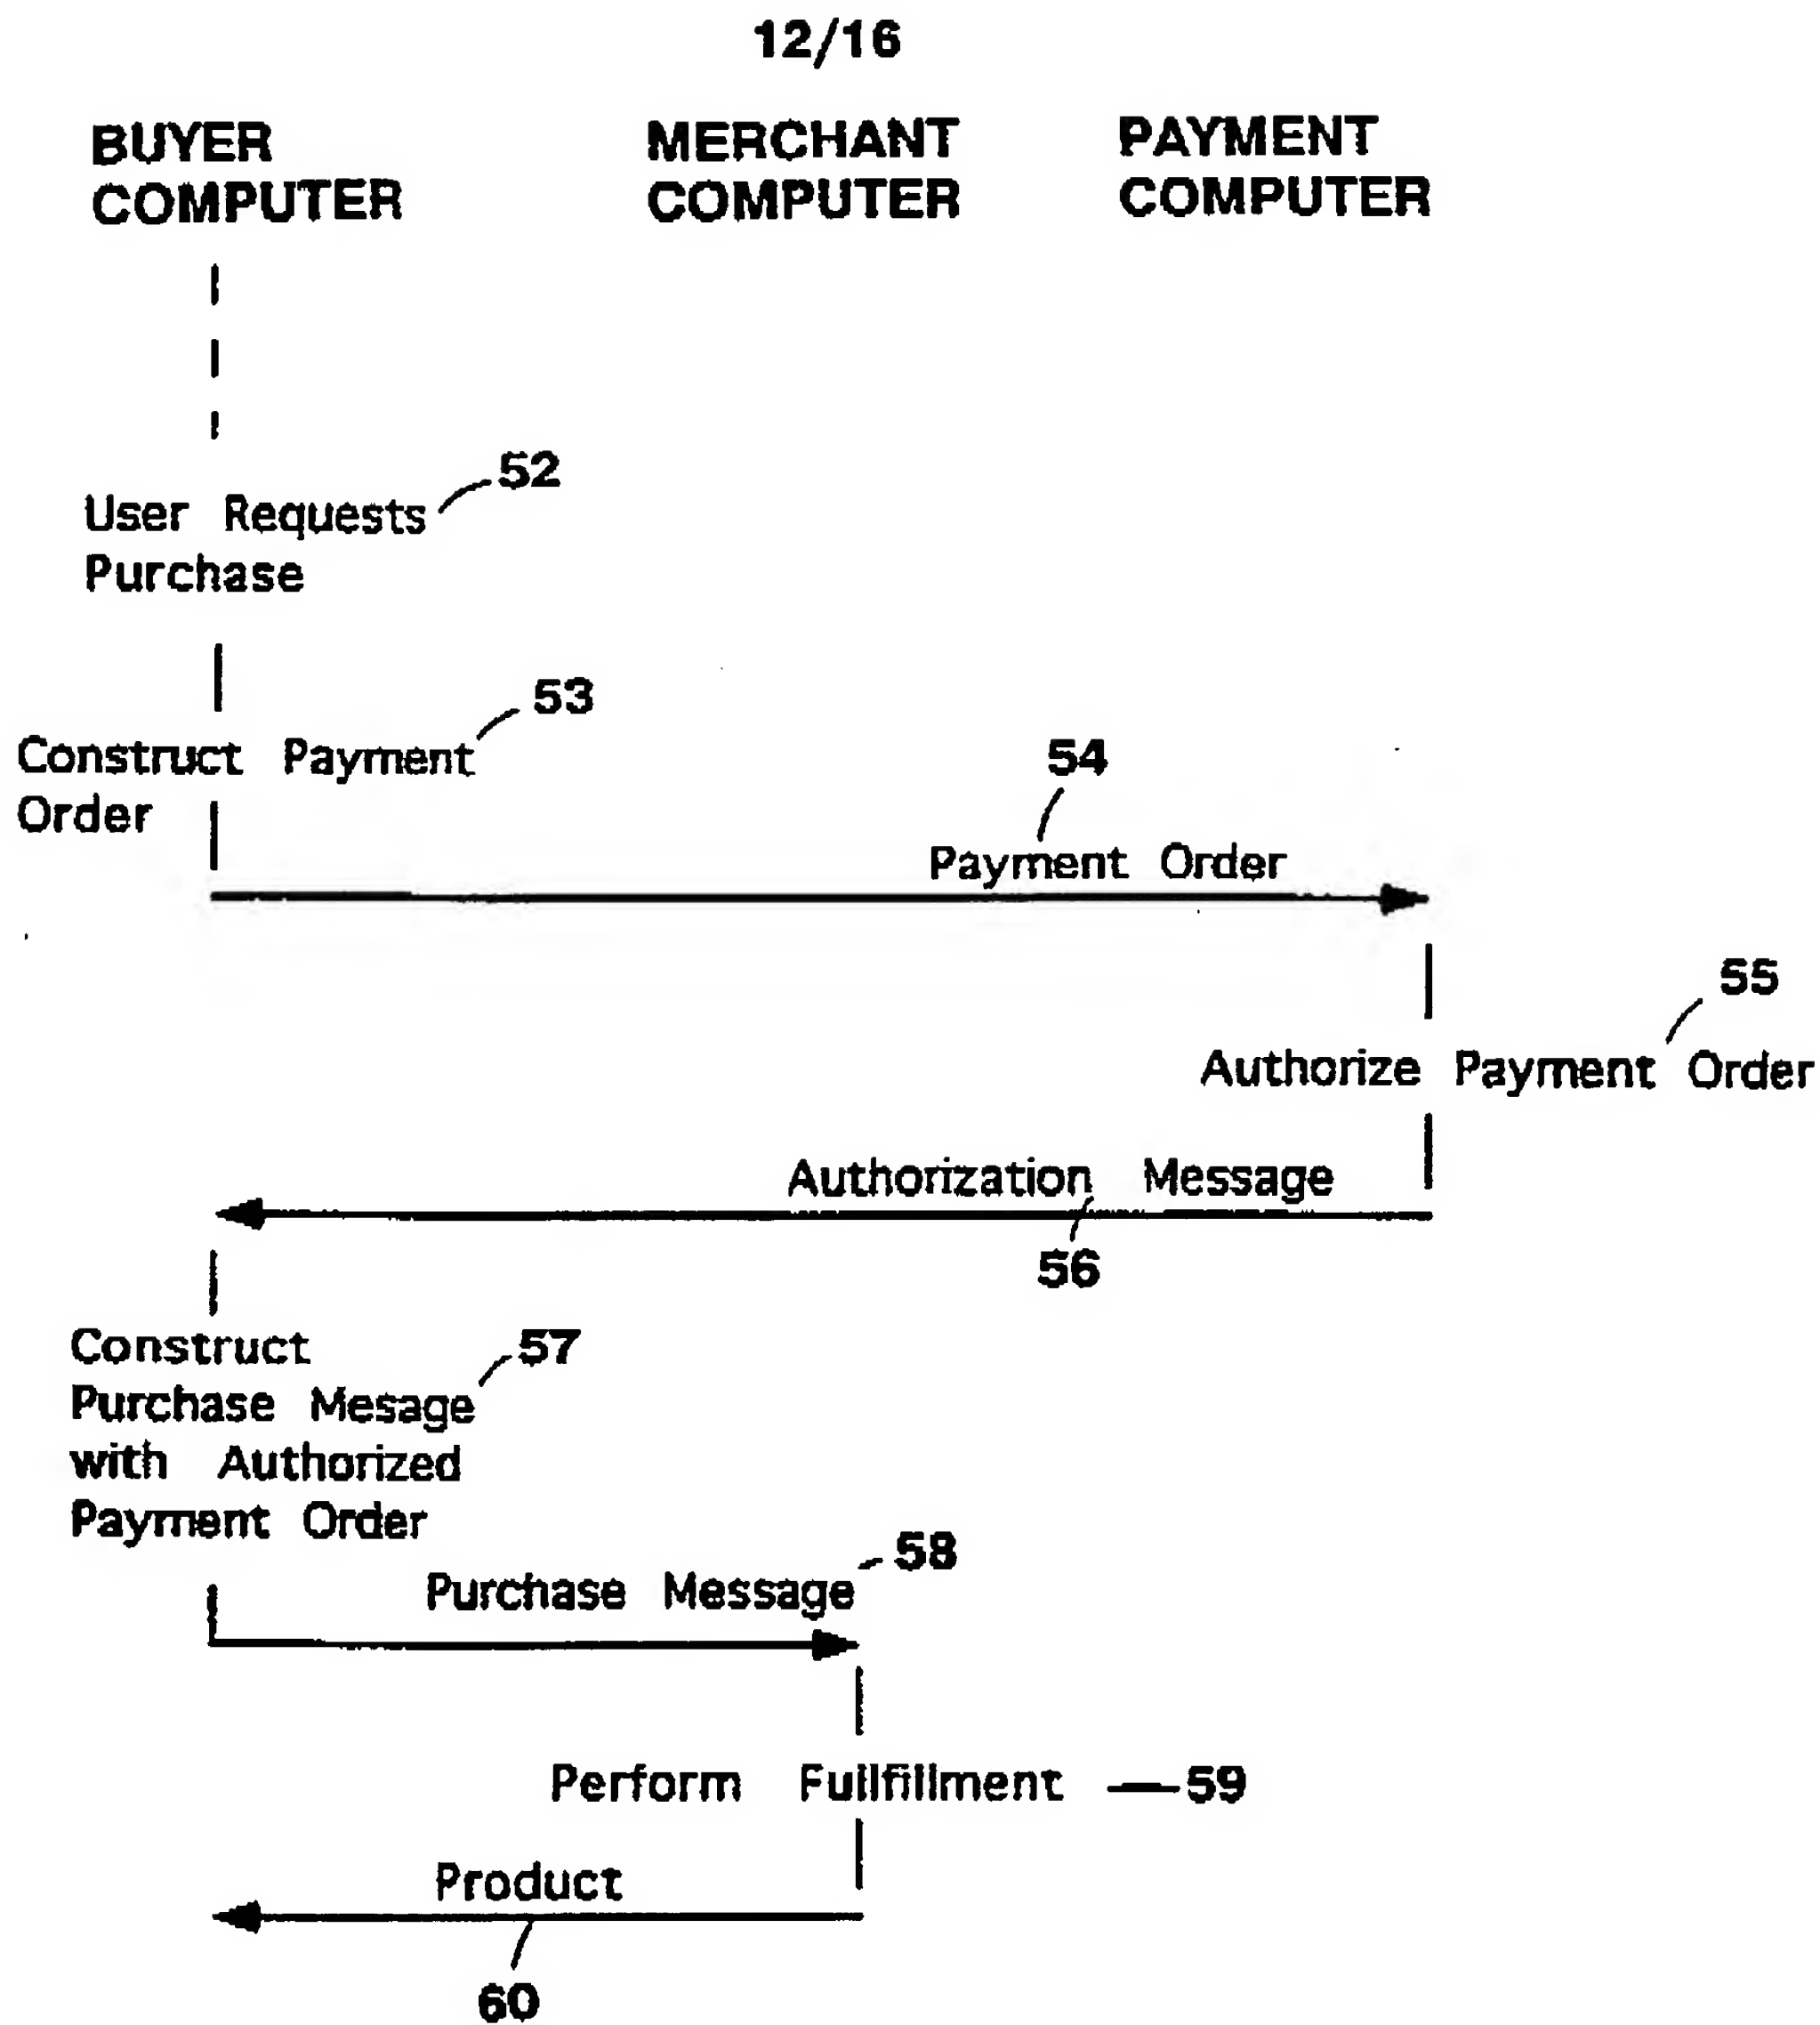 12/16
BUYER
COMPUTER
MERCHANT
COMPUTER
PAYMENT
COMPUTER
52
User Requests
Purchase
53
Construct Payment
Order
54
Payment Order
55
Authorize Payment Order
Authorization Message
56
Construct
57
Purchase Mesage
with Authorized
Payment Order
58
Purchase Message
Perform Fullfillment
59
Product
60